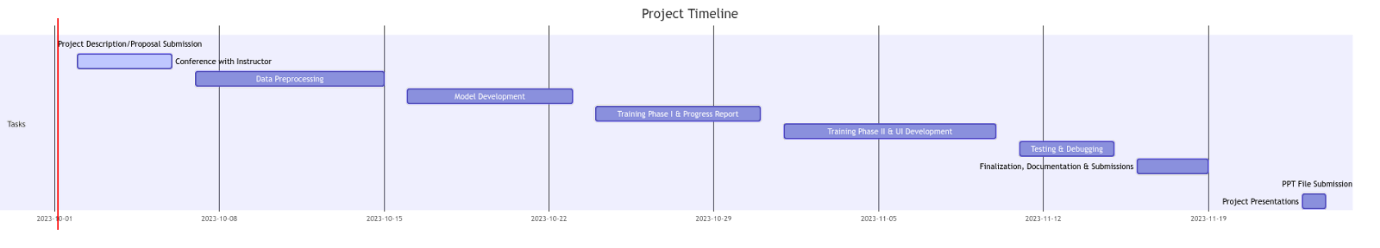 Project Timeline
Project Description/Proposal Submission
Conference with Instructor
Data Preprocessing
Model Development
Training Phase I & Progress Report
Tasks
Training Phase II & UI Development
Testing & Debugging
Finalization, Documentation & Submissions
PPT File Submission
Project Presentations
2023-10-01
2023-10-08
2023-10-15
2023-10-22
2023-10-29
2023-11-05
2023-11-12
2023-11-19